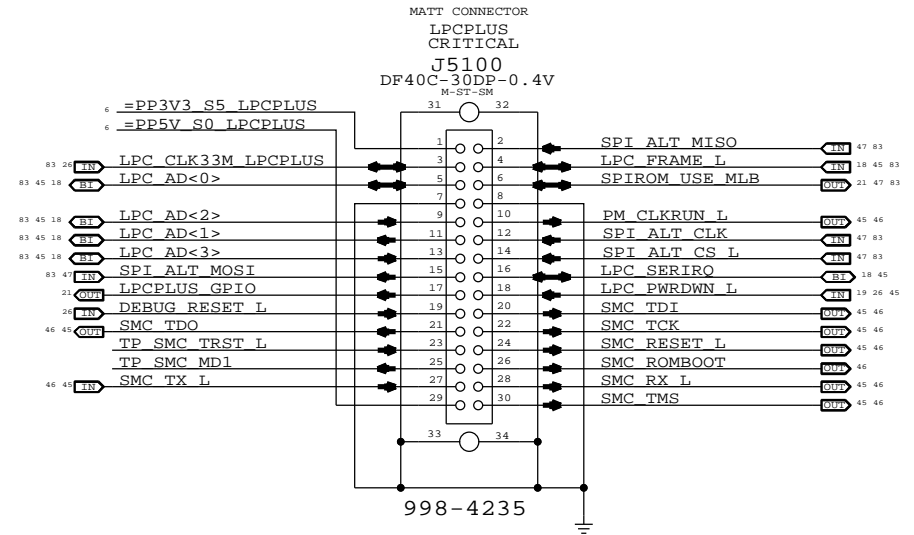 MATT CONNECTOR
LPCPLUS
CRITICAL
J5100
DF40C-30DP-0.4V
M-ST-SM
31 32
6 =PP3V3_S5_LPCPLUS
6 =PP5V_S0_LPCPLUS
1 2 SPI_ALT_MISO IN 47 83
83 26 IN LPC_CLK33M_LPCPLUS 3 4 LPC_FRAME_L IN 18 45 83
83 45 18 BI LPC_AD<0> 5 6 SPIROM_USE_MLB OUT 21 47 83
7 8
83 45 18 BI LPC_AD<2> 9 10 PM_CLKRUN_L OUT 45 46
83 45 18 BI LPC_AD<1> 11 12 SPI_ALT_CLK IN 47 83
83 45 18 BI LPC_AD<3> 13 14 SPI_ALT_CS_L IN 47 83
83 47 IN SPI_ALT_MOSI 15 16 LPC_SERIRQ BI 18 45
21 OUT LPCPLUS_GPIO 17 18 LPC_PWRDWN_L IN 19 26 45
26 IN DEBUG_RESET_L 19 20 SMC_TDI OUT 45 46
46 45 OUT SMC_TDO 21 22 SMC_TCK OUT 45 46
TP_SMC_TRST_L 23 24 SMC_RESET_L OUT 45 46
TP_SMC_MD1 25 26 SMC_ROMBOOT OUT 46
46 45 IN SMC_TX_L 27 28 SMC_RX_L OUT 45 46
29 30 SMC_TMS OUT 45 46
33 34
998-4235